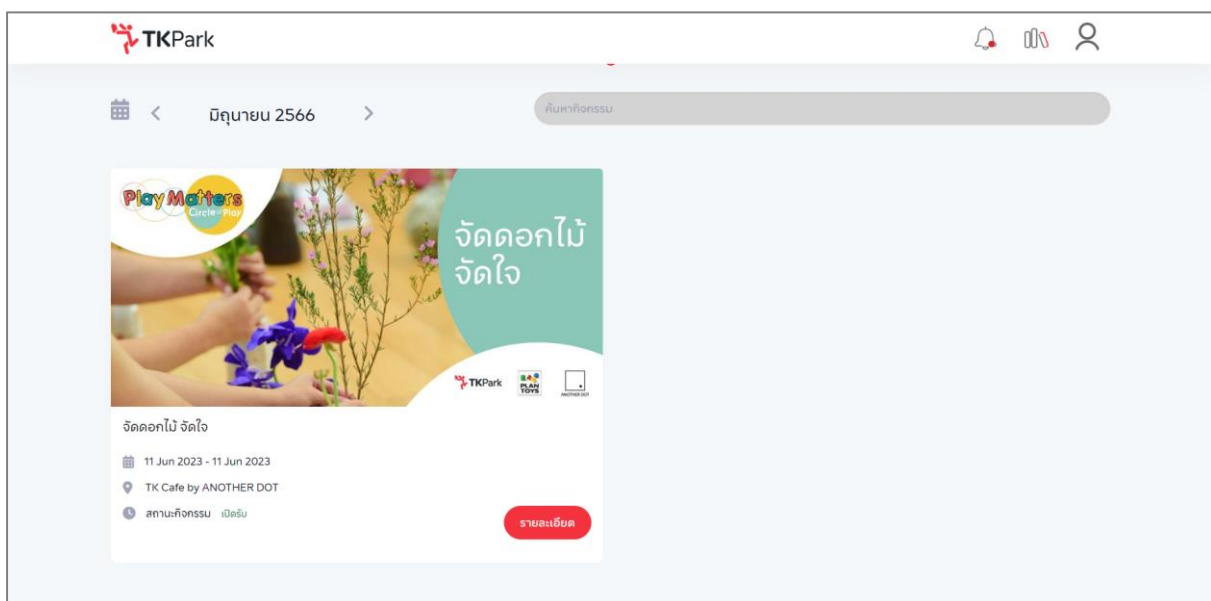 TKPark
มิถุนายน 2566
ค้นหากิจกรรม
Play Matters
Circle of Play
จัดดอกไม้
จัดใจ
TKPark
PLAN
TOYS
ANOTHER DOT
จัดดอกไม้ จัดใจ
11 Jun 2023 - 11 Jun 2023
TK Cafe by ANOTHER DOT
สถานะกิจกรรม เปิดรับ
รายละเอียด